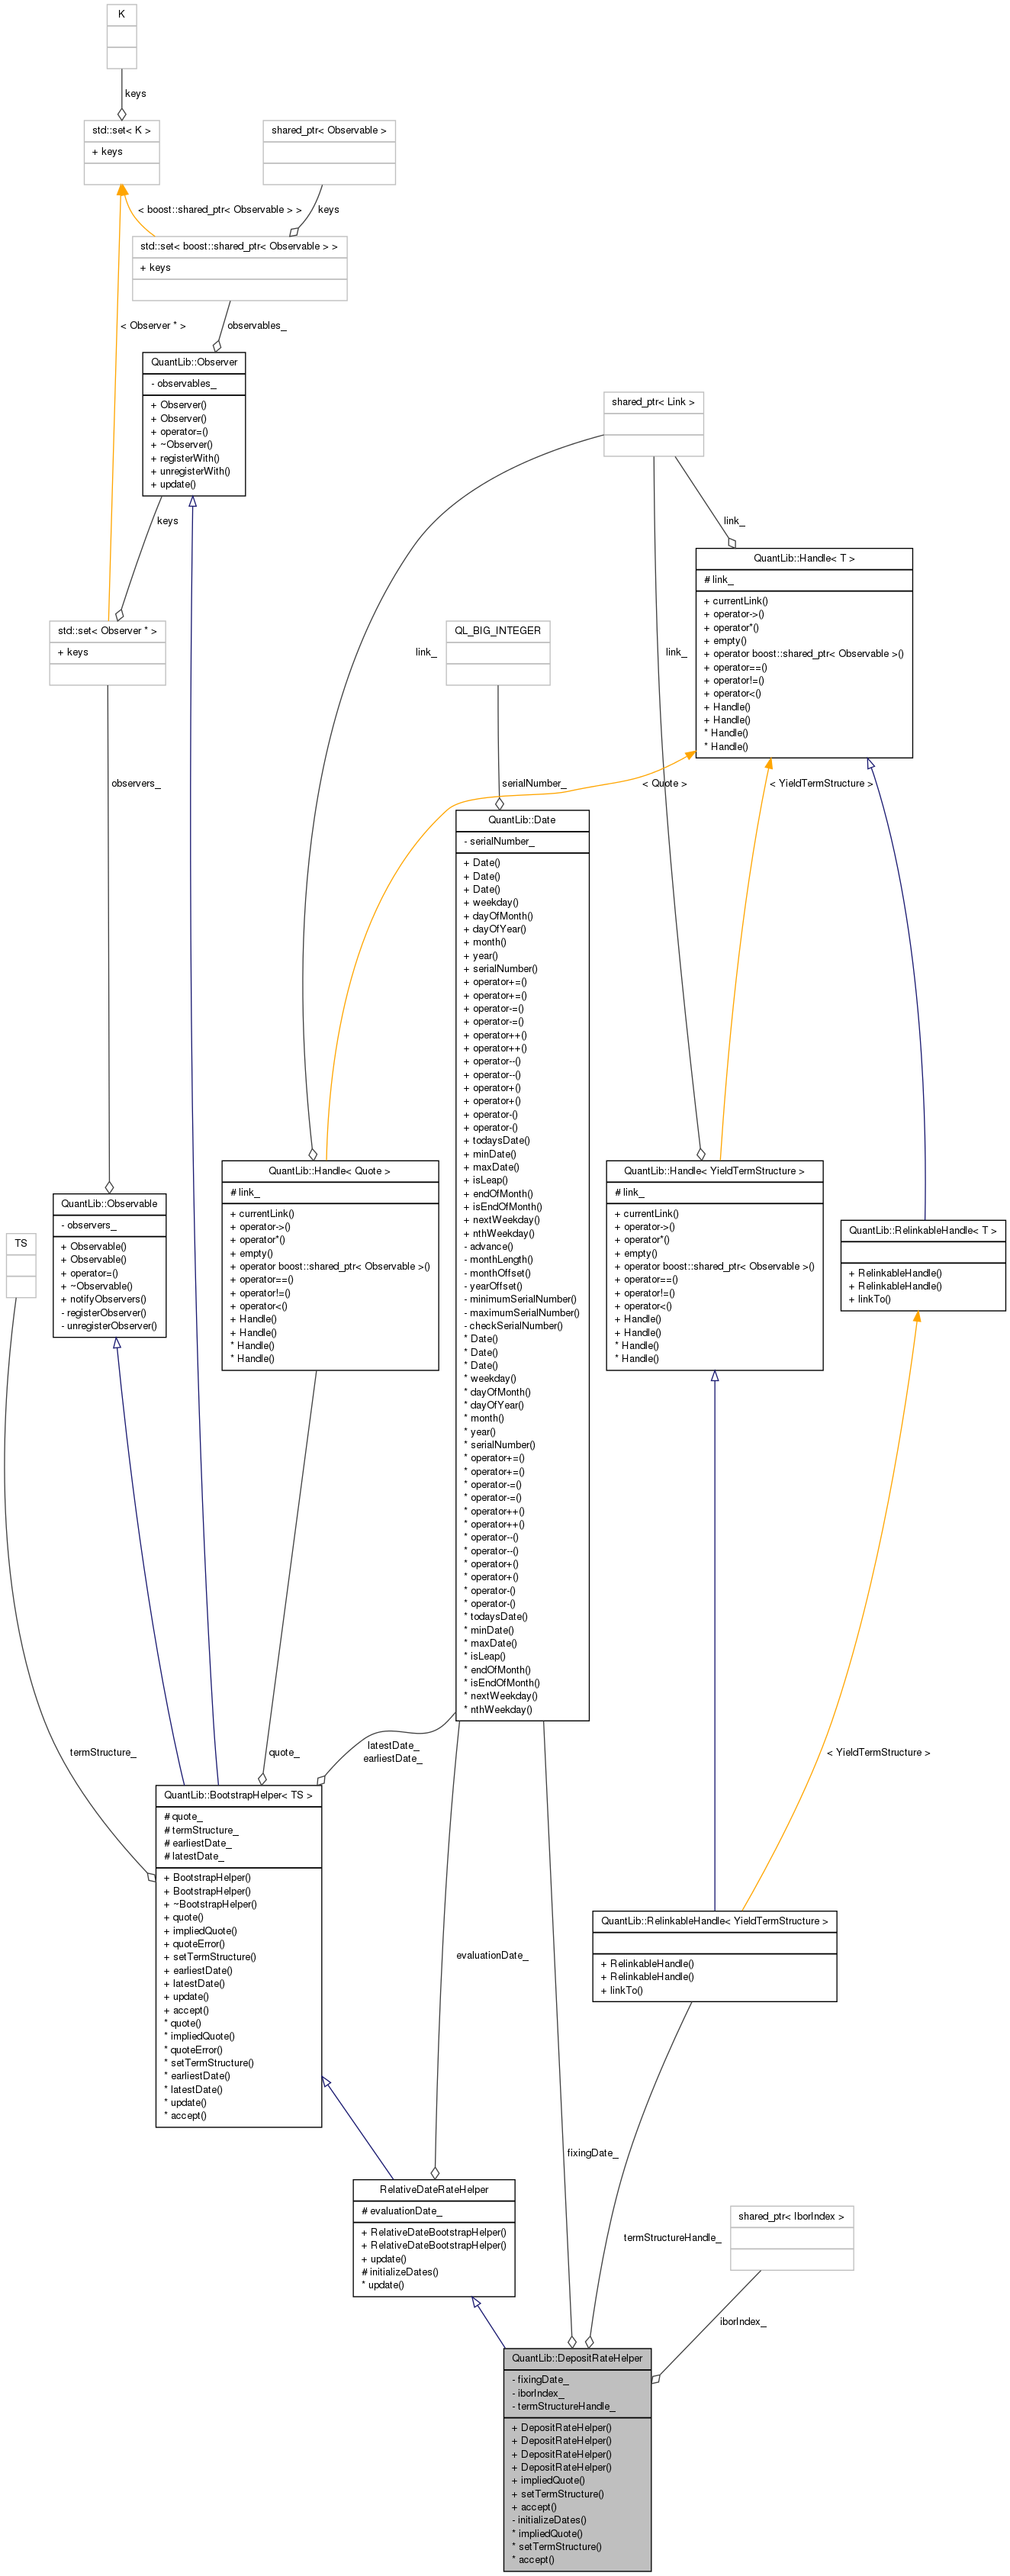 K
keys
std::set< K >
+ keys
shared_ptr< Observable >
< boost::shared_ptr< Observable > >
keys
std::set< boost::shared_ptr< Observable > >
+ keys
< Observer * >
observables_
QuantLib::Observer
- observables_
+ Observer()
+ Observer()
+ operator=()
+ ~Observer()
+ registerWith()
+ unregisterWith()
+ update()
keys
shared_ptr< Link >
link_
QuantLib::Handle< T >
# link_
+ currentLink()
+ operator->()
+ operator*()
+ empty()
+ operator boost::shared_ptr< Observable >()
+ operator==()
+ operator!=()
+ operator<()
+ Handle()
+ Handle()
* Handle()
* Handle()
std::set< Observer * >
+ keys
QL_BIG_INTEGER
link_
link_
observers_
serialNumber_
< Quote >
< YieldTermStructure >
QuantLib::Date
- serialNumber_
+ Date()
+ Date()
+ Date()
+ weekday()
+ dayOfMonth()
+ dayOfYear()
+ month()
+ year()
+ serialNumber()
+ operator+=()
+ operator+=()
+ operator-=()
+ operator-=()
+ operator++()
+ operator++()
+ operator--()
+ operator--()
+ operator+()
+ operator+()
+ operator-()
+ operator-()
+ todaysDate()
+ minDate()
+ maxDate()
+ isLeap()
+ endOfMonth()
+ isEndOfMonth()
+ nextWeekday()
+ nthWeekday()
- advance()
- monthLength()
- monthOffset()
- yearOffset()
- minimumSerialNumber()
- maximumSerialNumber()
- checkSerialNumber()
* Date()
* Date()
* Date()
* weekday()
* dayOfMonth()
* dayOfYear()
* month()
* year()
* serialNumber()
* operator+=()
* operator+=()
* operator-=()
* operator-=()
* operator++()
* operator++()
* operator--()
* operator--()
* operator+()
* operator+()
* operator-()
* operator-()
* todaysDate()
* minDate()
* maxDate()
* isLeap()
* endOfMonth()
* isEndOfMonth()
* nextWeekday()
* nthWeekday()
QuantLib::Handle< Quote >
# link_
+ currentLink()
+ operator->()
+ operator*()
+ empty()
+ operator boost::shared_ptr< Observable >()
+ operator==()
+ operator!=()
+ operator<()
+ Handle()
+ Handle()
* Handle()
* Handle()
QuantLib::Handle< YieldTermStructure >
# link_
+ currentLink()
+ operator->()
+ operator*()
+ empty()
+ operator boost::shared_ptr< Observable >()
+ operator==()
+ operator!=()
+ operator<()
+ Handle()
+ Handle()
* Handle()
* Handle()
QuantLib::Observable
- observers_
+ Observable()
+ Observable()
+ operator=()
+ ~Observable()
+ notifyObservers()
- registerObserver()
- unregisterObserver()
TS
QuantLib::RelinkableHandle< T >
+ RelinkableHandle()
+ RelinkableHandle()
+ linkTo()
termStructure_
quote_
latestDate_
earliestDate_
< YieldTermStructure >
QuantLib::BootstrapHelper< TS >
# quote_
# termStructure_
# earliestDate_
# latestDate_
+ BootstrapHelper()
+ BootstrapHelper()
+ ~BootstrapHelper()
+ quote()
+ impliedQuote()
+ quoteError()
+ setTermStructure()
+ earliestDate()
+ latestDate()
+ update()
+ accept()
* quote()
* impliedQuote()
* quoteError()
* setTermStructure()
* earliestDate()
* latestDate()
* update()
* accept()
evaluationDate_
QuantLib::RelinkableHandle< YieldTermStructure >
+ RelinkableHandle()
+ RelinkableHandle()
+ linkTo()
fixingDate_
RelativeDateRateHelper
# evaluationDate_
+ RelativeDateBootstrapHelper()
+ RelativeDateBootstrapHelper()
+ update()
# initializeDates()
* update()
termStructureHandle_
shared_ptr< IborIndex >
iborIndex_
QuantLib::DepositRateHelper
- fixingDate_
- iborIndex_
- termStructureHandle_
+ DepositRateHelper()
+ DepositRateHelper()
+ DepositRateHelper()
+ DepositRateHelper()
+ impliedQuote()
+ setTermStructure()
+ accept()
- initializeDates()
* impliedQuote()
* setTermStructure()
* accept()